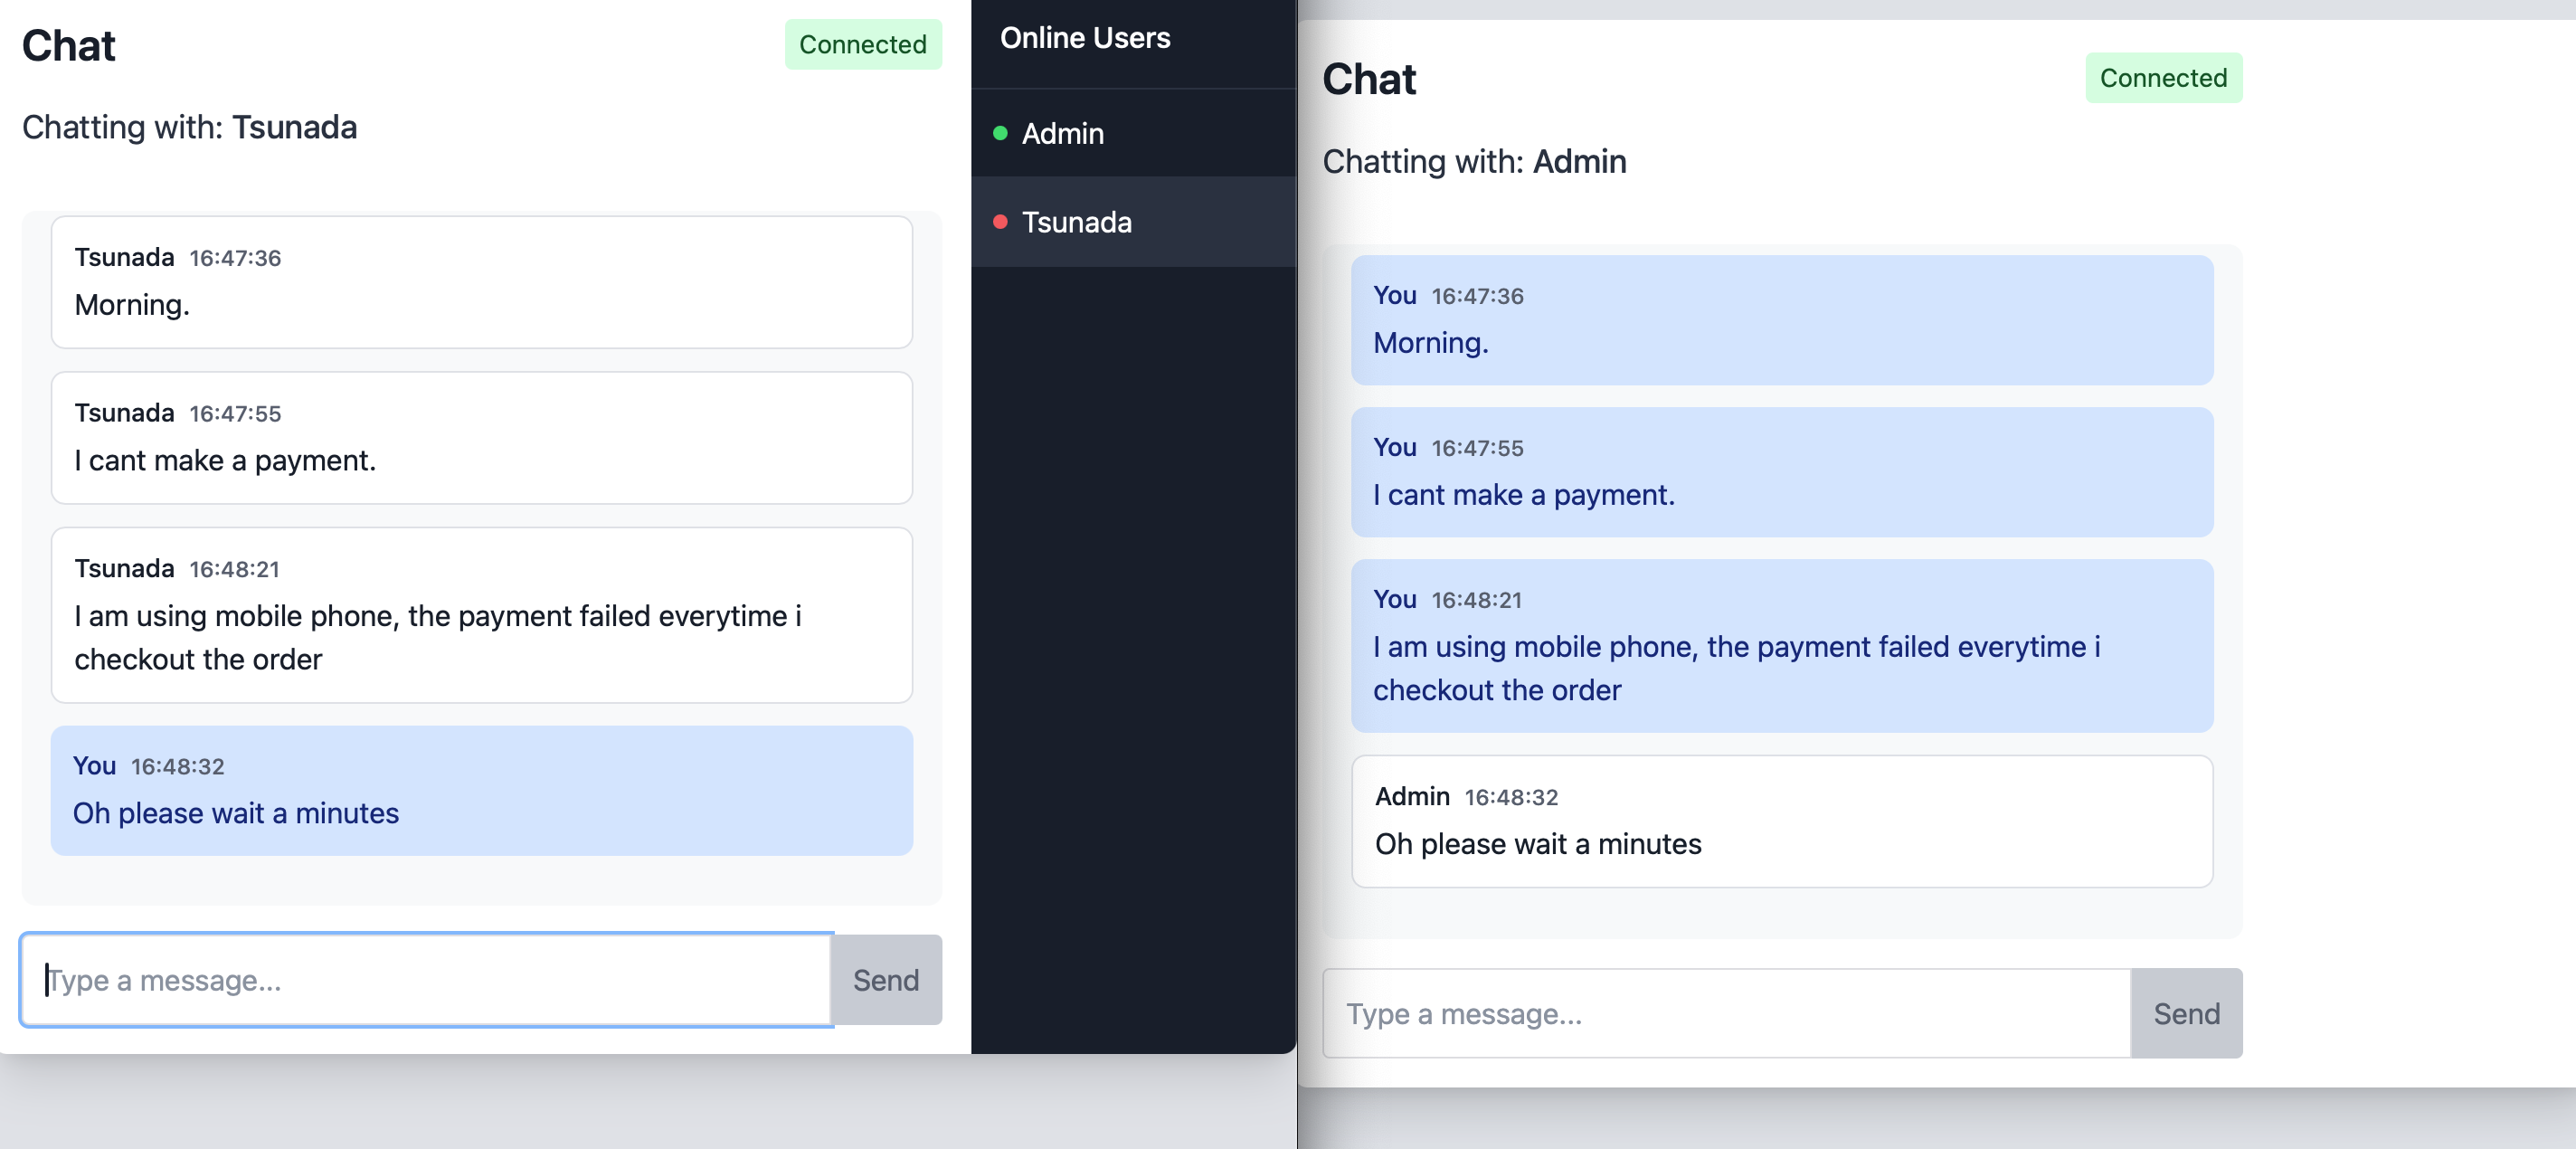 Chat
Connected
Chatting with: Tsunada
Tsunada 16:47:36
Morning.
Tsunada 16:47:55
I cant make a payment.
Tsunada 16:48:21
I am using mobile phone, the payment failed everytime i
checkout the order
You 16:48:32
Oh please wait a minutes
Type a message...
Send
Online Users
Admin
Tsunada
Chat
Connected
Chatting with: Admin
You 16:47:36
Morning.
You 16:47:55
I cant make a payment.
You 16:48:21
I am using mobile phone, the payment failed everytime i
checkout the order
Admin 16:48:32
Oh please wait a minutes
Type a message...
Send